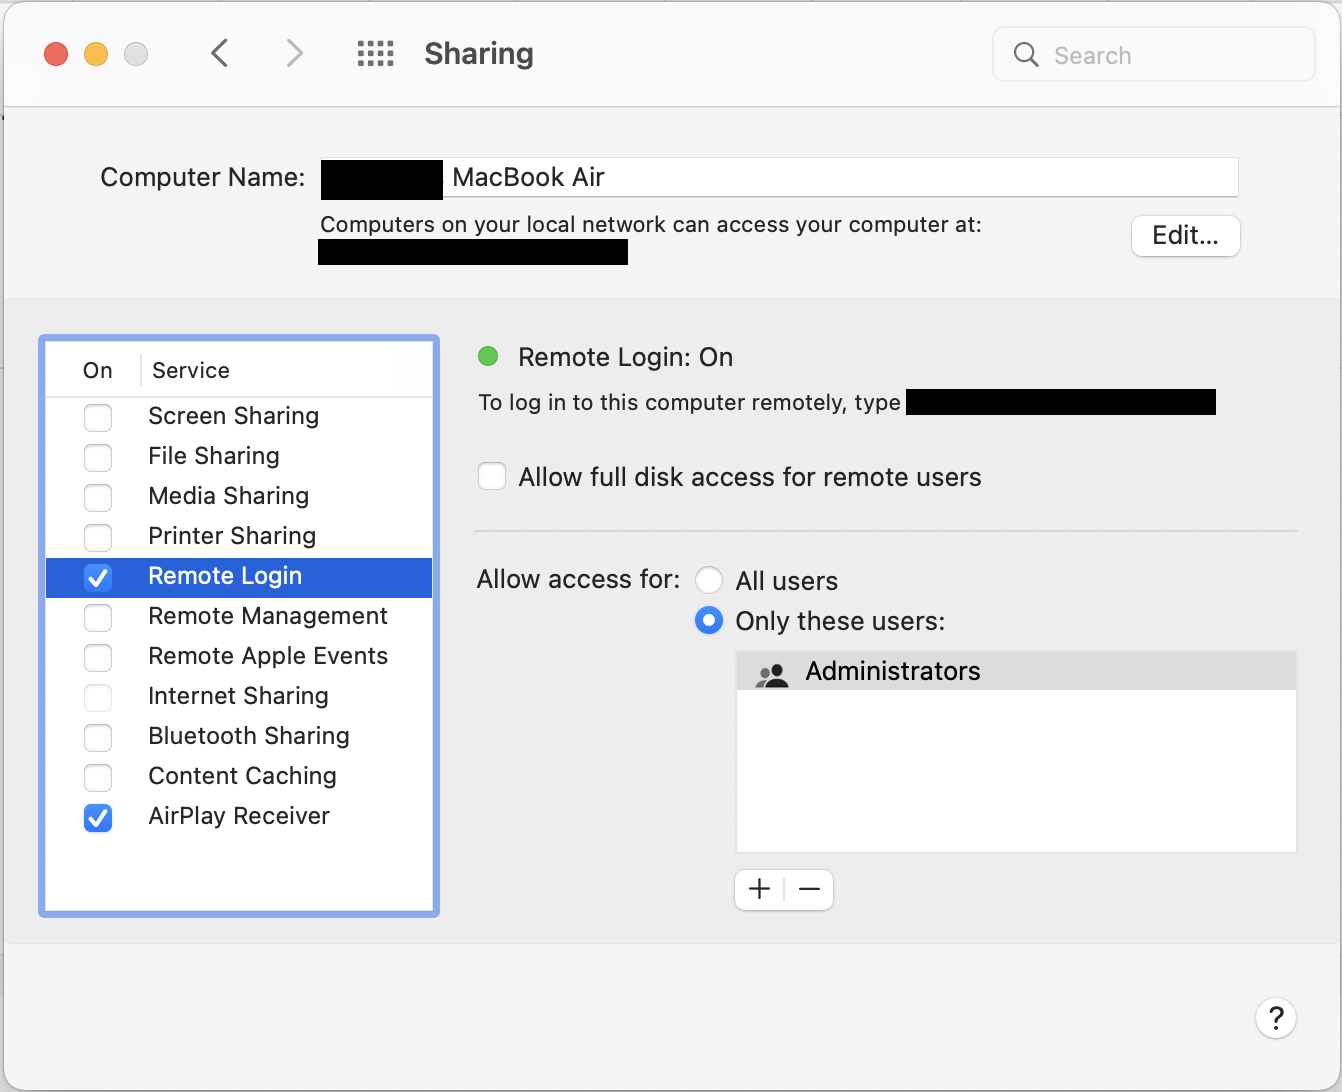 Sharing
Search
Computer Name: MacBook Air
Computers on your local network can access your computer at:
Edit...
On Service
Screen Sharing
File Sharing
Media Sharing
Printer Sharing
Remote Login
Remote Management
Remote Apple Events
Internet Sharing
Bluetooth Sharing
Content Caching
AirPlay Receiver
Remote Login: On
To log in to this computer remotely, type
Allow full disk access for remote users
Allow access for: All users
Only these users:
Administrators
+ −
?